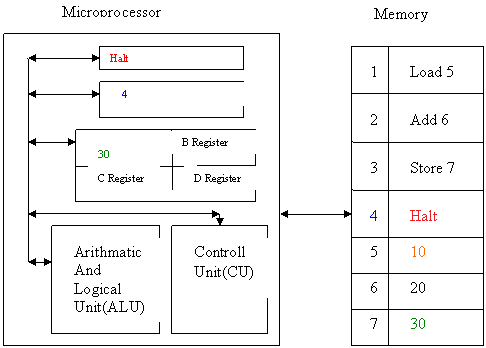 Microprocessor
Halt
4
30
B Register
C Register
D Register
Arithmatic
And
Logical
Unit(ALU)
Controll
Unit(CU)
Memory
1 Load 5
2 Add 6
3 Store 7
4 Halt
5 10
6 20
7 30